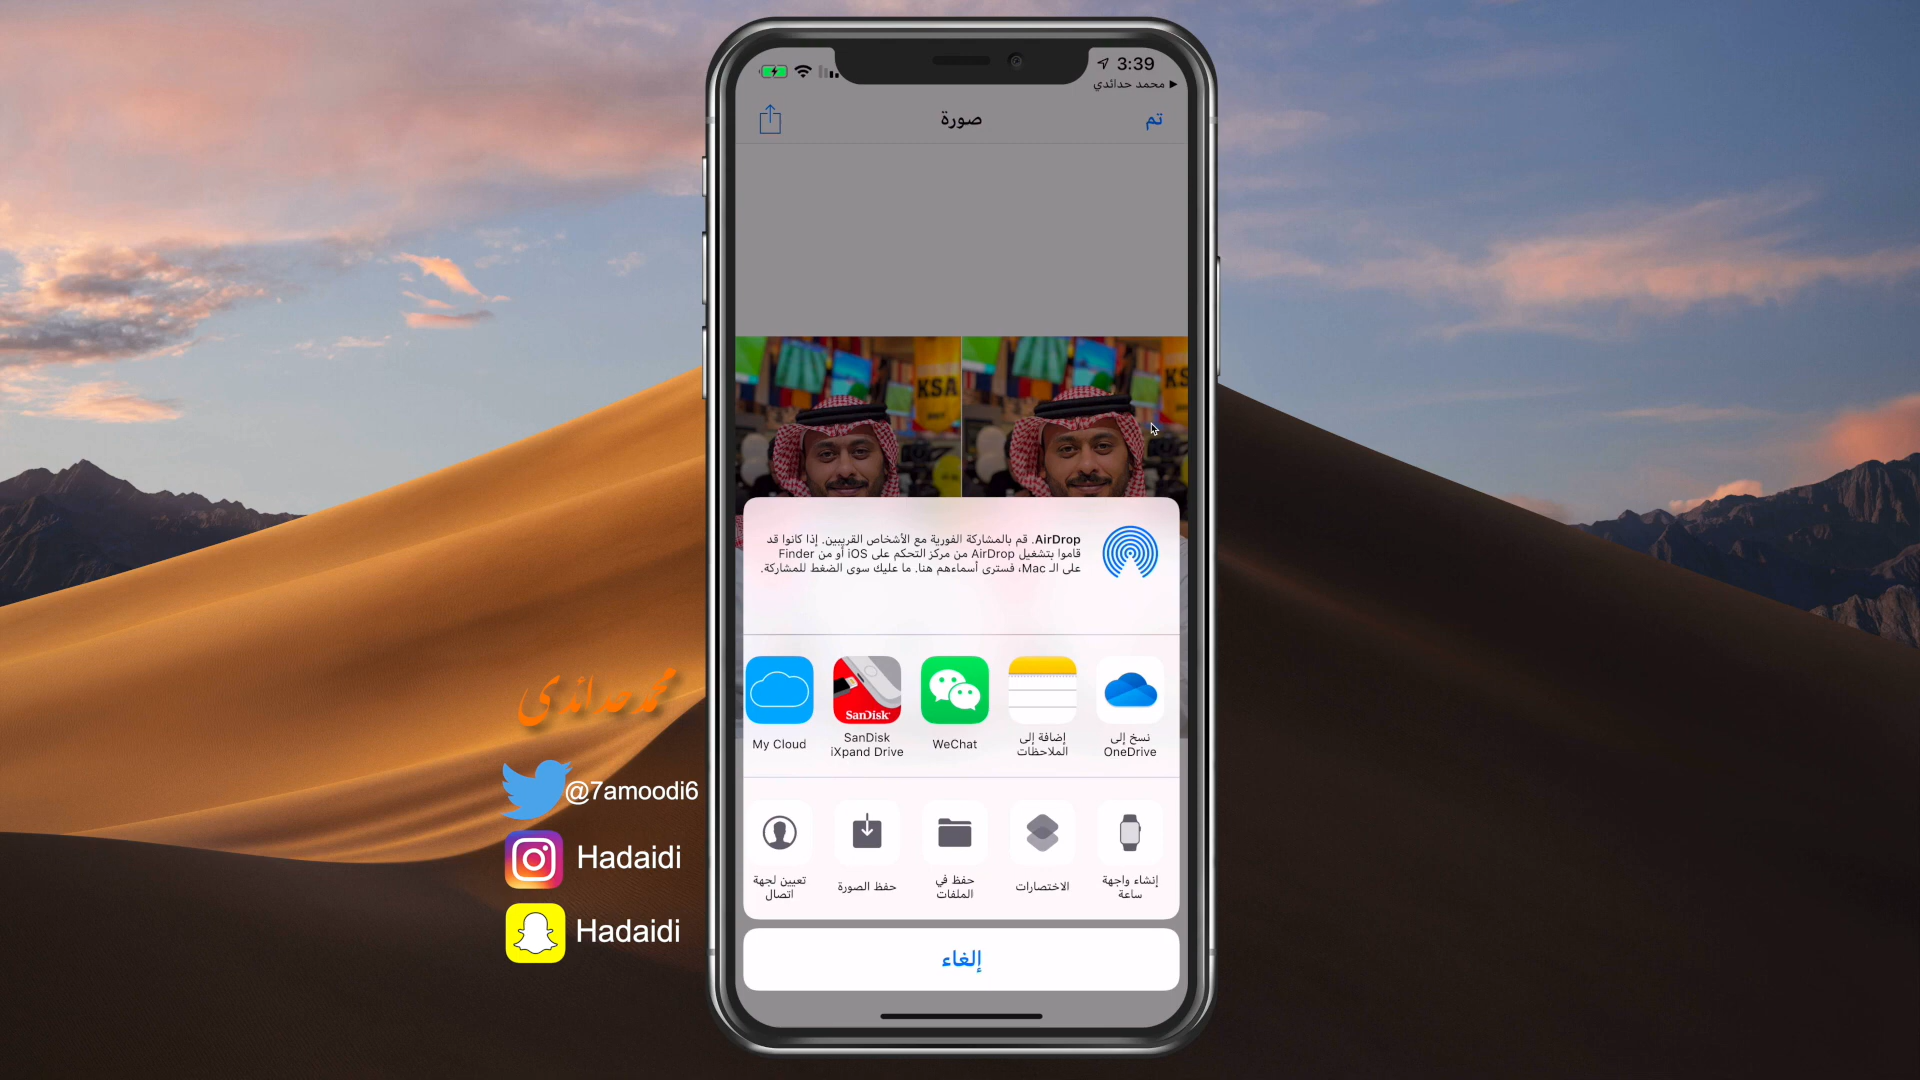 3:39
محمد حدائدي
تم
صورة
KSA
KS
AirDrop. قم بالمشاركة الفورية مع الأشخاص القريبين. إذا كانوا قد
قاموا بتشغيل AirDrop من مركز التحكم على iOS أو من Finder
على الـ Mac، فسترى أسماءهم هنا. ما عليك سوى الضغط للمشاركة.
نسخ إلى
OneDrive
إضافة إلى
الملاحظات
WeChat
SanDisk
SanDisk
iXpand Drive
My Cloud
إنشاء واجهة
ساعة
الاختصارات
حفظ في
الملفات
حفظ الصورة
تعيين لجهة
اتصال
إلغاء
محمد حدائدي
@7amoodi6
Hadaidi
Hadaidi